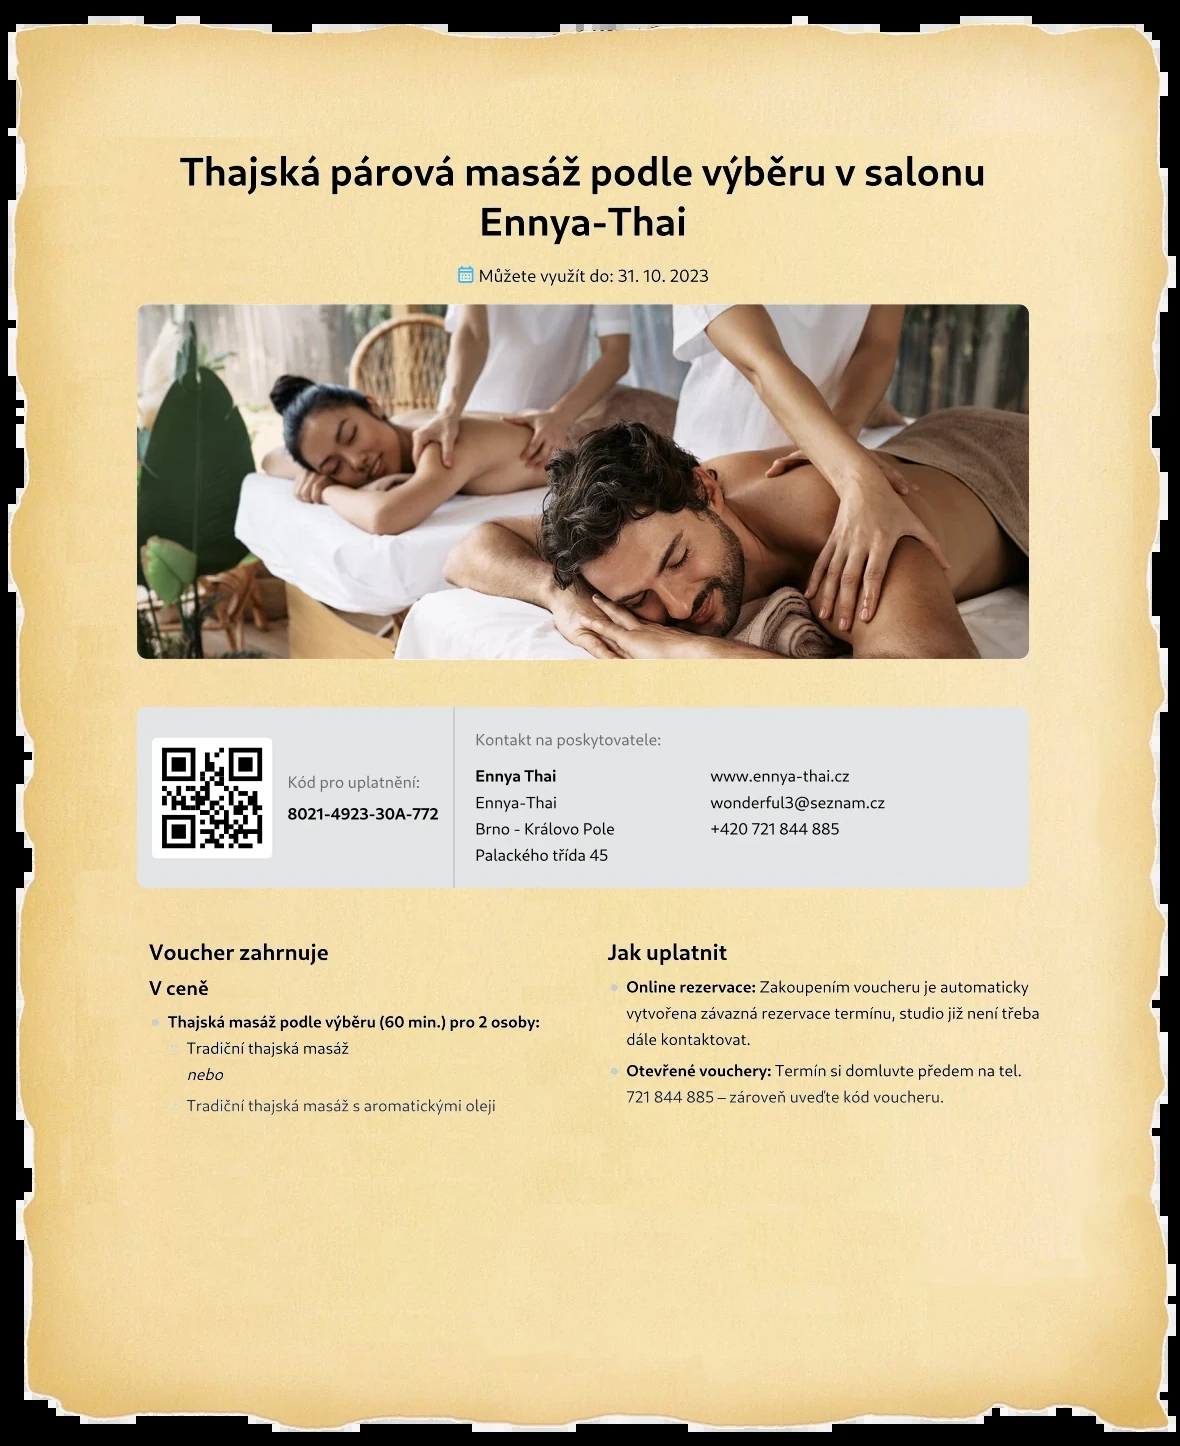 Thajská párová masáž podle výběru v salonu
Ennya-Thai
Můžete využít do: 31. 10. 2023
Kód pro uplatnění:
8021-4923-30A-772
Kontakt na poskytovatele:
Ennya Thai
Ennya-Thai
Brno - Královo Pole
Palackého třída 45
www.ennya-thai.cz
wonderful3@seznam.cz
+420 721 844 885
Voucher zahrnuje
V ceně
Thajská masáž podle výběru (60 min.) pro 2 osoby:
Tradiční thajská masáž
nebo
Tradiční thajská masáž s aromatickými oleji
Jak uplatnit
Online rezervace: Zakoupením voucheru je automaticky
vytvořena závazná rezervace termínu, studio již není třeba
dále kontaktovat.
Otevřené vouchery: Termín si domluvte předem na tel.
721 844 885 – zároveň uveďte kód voucheru.